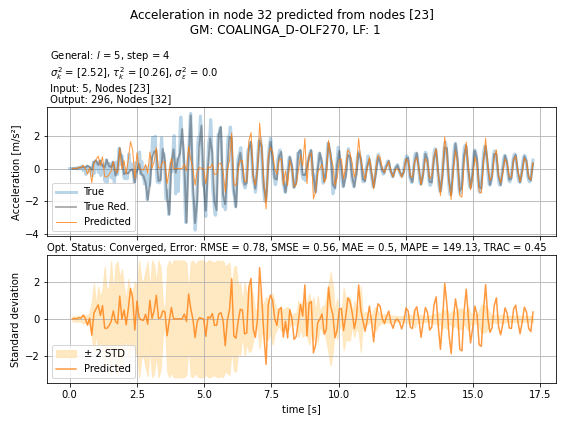 Acceleration in node 32 predicted from nodes [23]
GM: COALINGA_D-OLF270, LF: 1
General: l = 5, step = 4
σ²ₖ = [2.52], τ²ₖ = [0.26], σ²ε = 0.0
Input: 5, Nodes [23]
Output: 296, Nodes [32]
Acceleration [m/s²]
2
0
−2
−4
True
True Red.
Predicted
Opt. Status: Converged, Error: RMSE = 0.78, SMSE = 0.56, MAE = 0.5, MAPE = 149.13, TRAC = 0.45
Standard deviation
2
0
−2
± 2 STD
Predicted
0.0 2.5 5.0 7.5 10.0 12.5 15.0 17.5
time [s]